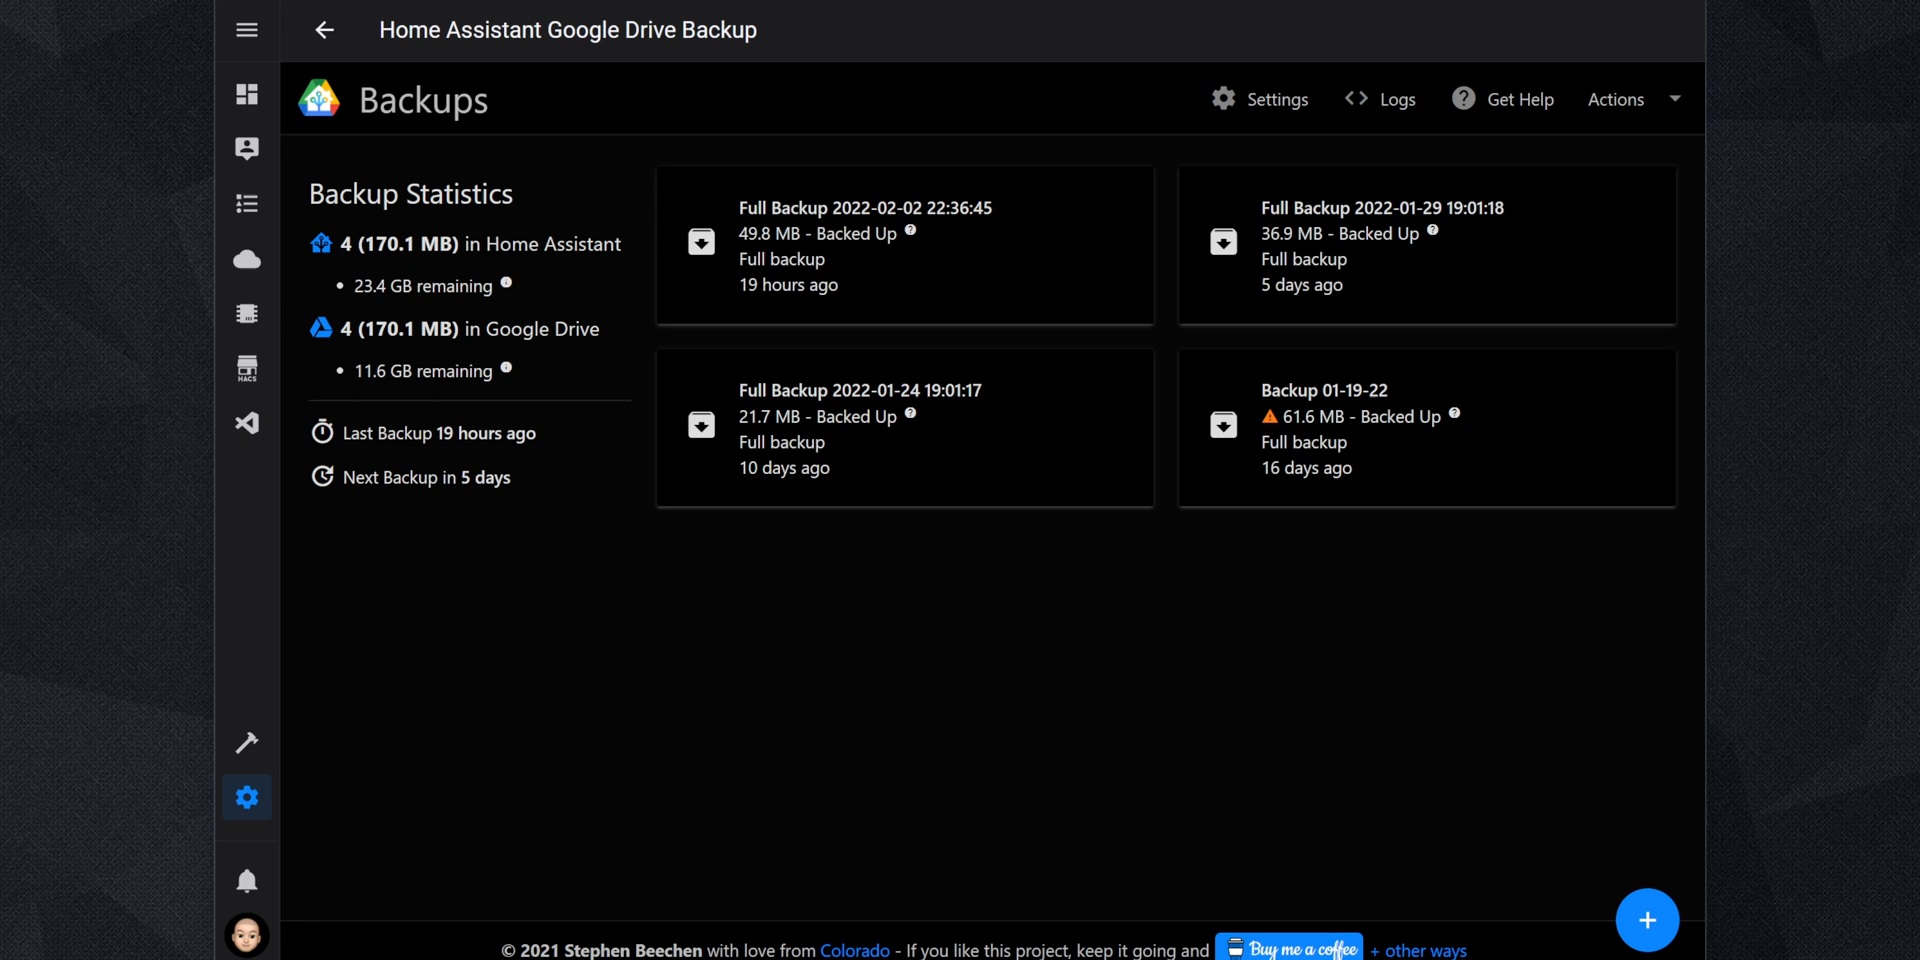 Home Assistant Google Drive Backup
Backups
Settings
Logs
Get Help
Actions
HACS
Backup Statistics
4 (170.1 MB) in Home Assistant
• 23.4 GB remaining
4 (170.1 MB) in Google Drive
• 11.6 GB remaining
Last Backup 19 hours ago
Next Backup in 5 days
Full Backup 2022-02-02 22:36:45
49.8 MB - Backed Up
Full backup
19 hours ago
Full Backup 2022-01-29 19:01:18
36.9 MB - Backed Up
Full backup
5 days ago
Full Backup 2022-01-24 19:01:17
21.7 MB - Backed Up
Full backup
10 days ago
Backup 01-19-22
61.6 MB - Backed Up
Full backup
16 days ago
© 2021 Stephen Beechen with love from Colorado - If you like this project, keep it going and Buy me a coffee + other ways